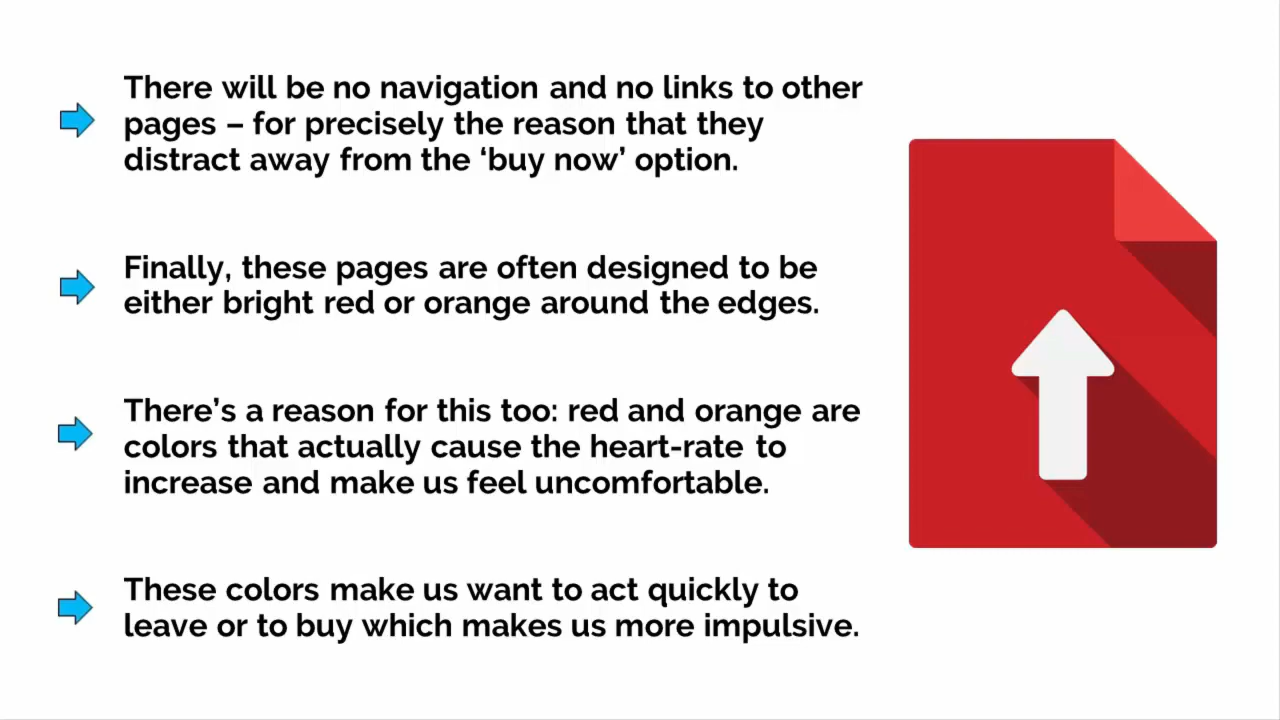 There will be no navigation and no links to other
pages – for precisely the reason that they
distract away from the ‘buy now’ option.
Finally, these pages are often designed to be
either bright red or orange around the edges.
There’s a reason for this too: red and orange are
colors that actually cause the heart-rate to
increase and make us feel uncomfortable.
These colors make us want to act quickly to
leave or to buy which makes us more impulsive.